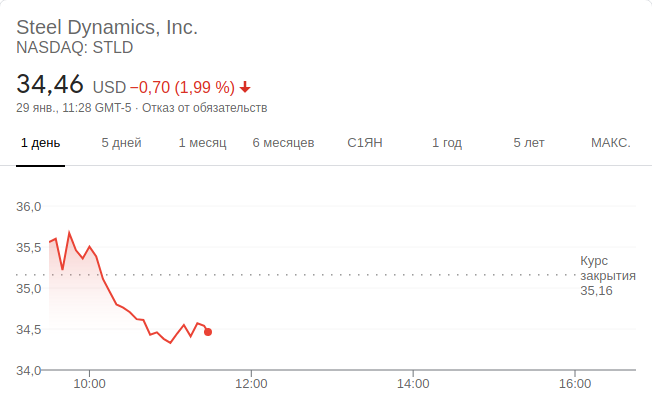 Steel Dynamics, Inc.
NASDAQ: STLD
34,46 USD −0,70 (1,99 %)
29 янв., 11:28 GMT-5 · Отказ от обязательств
1 день 5 дней 1 месяц 6 месяцев С1ЯН 1 год 5 лет МАКС.
36,0
35,5
Курс
закрытия
35,16
35,0
34,5
34,0
10:00 12:00 14:00 16:00